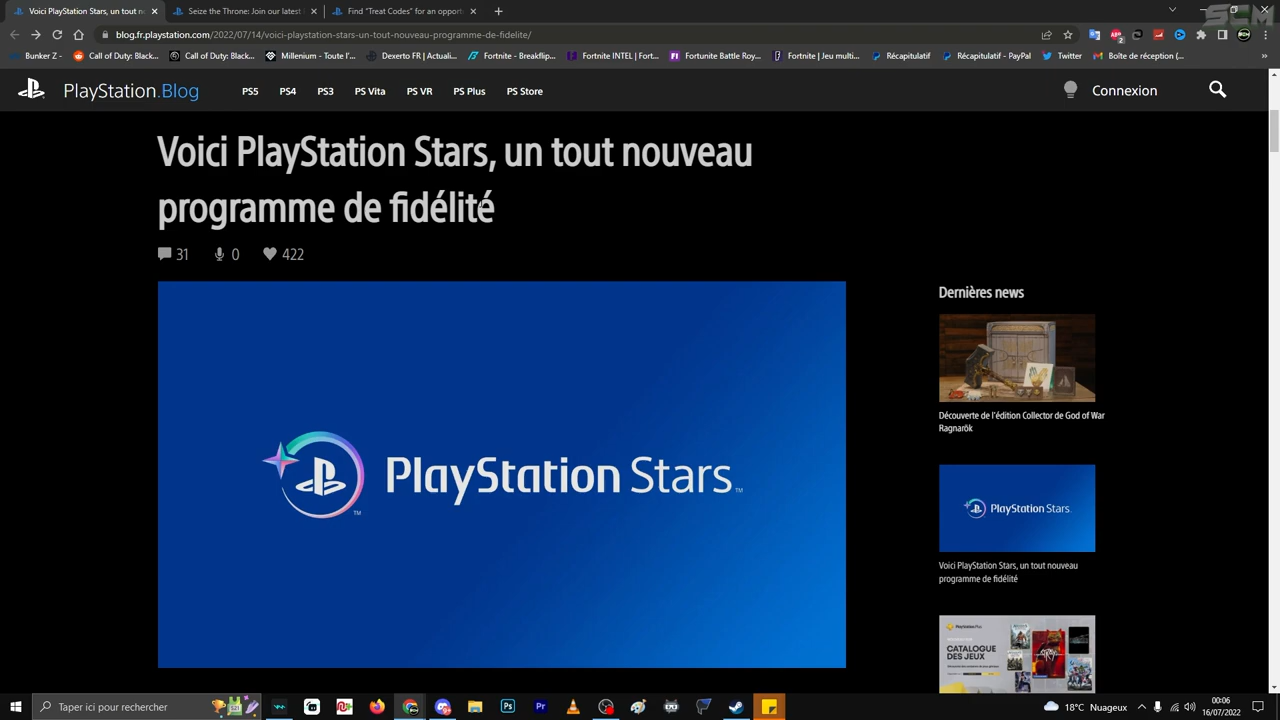 Voici PlayStation Stars, un tout no
Seize the Throne: Join our latest
Find "Treat Codes" for an opport
blog.fr.playstation.com/2022/07/14/voici-playstation-stars-un-tout-nouveau-programme-de-fidelite/
Bunker Z - Call of Duty: Black... Call of Duty: Black... Millenium - Toute l'i... Dexerto FR | Actuali... Fortnite - Breakflip... Fortnite INTEL | Fort... Fortunite Battle Roy... Fortnite | Jeu multi... Récapitulatif Récapitulatif - PayPal Twitter Boîte de réception (... »
PlayStation.Blog PS5 PS4 PS3 PS Vita PS VR PS Plus PS Store Connexion
Voici PlayStation Stars, un tout nouveau
programme de fidélité
31 0 422
PlayStation Stars™
Dernières news
Découverte de l'édition Collector de God of War
Ragnarök
PlayStation Stars.
Voici PlayStation Stars, un tout nouveau
programme de fidélité
PlayStation.Plus
CATALOGUE
DES JEUX
Taper ici pour rechercher
18°C Nuageux
00:06
16/07/2022